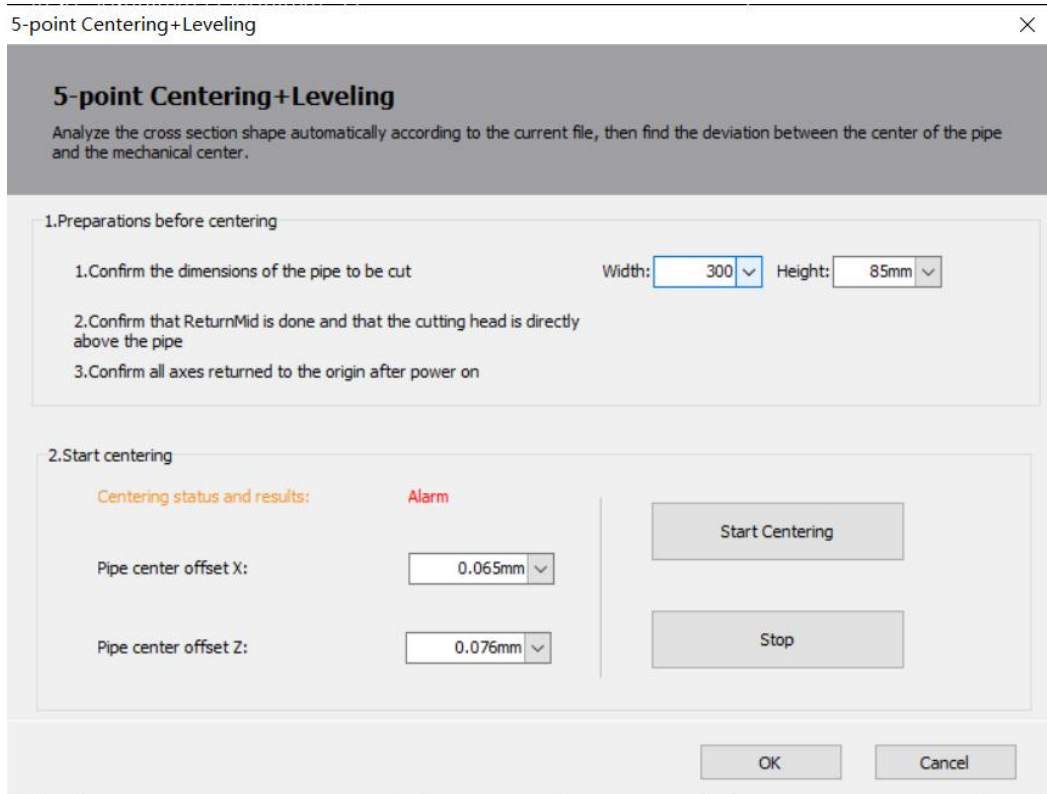 5-point Centering+Leveling
5-point Centering+Leveling
Analyze the cross section shape automatically according to the current file, then find the deviation between the center of the pipe
and the mechanical center.
1.Preparations before centering
1.Confirm the dimensions of the pipe to be cut
Width: 300 Height: 85mm
2.Confirm that ReturnMid is done and that the cutting head is directly
above the pipe
3.Confirm all axes returned to the origin after power on
2.Start centering
Centering status and results: Alarm
Start Centering
Pipe center offset X: 0.065mm
Pipe center offset Z: 0.076mm
Stop
OK Cancel